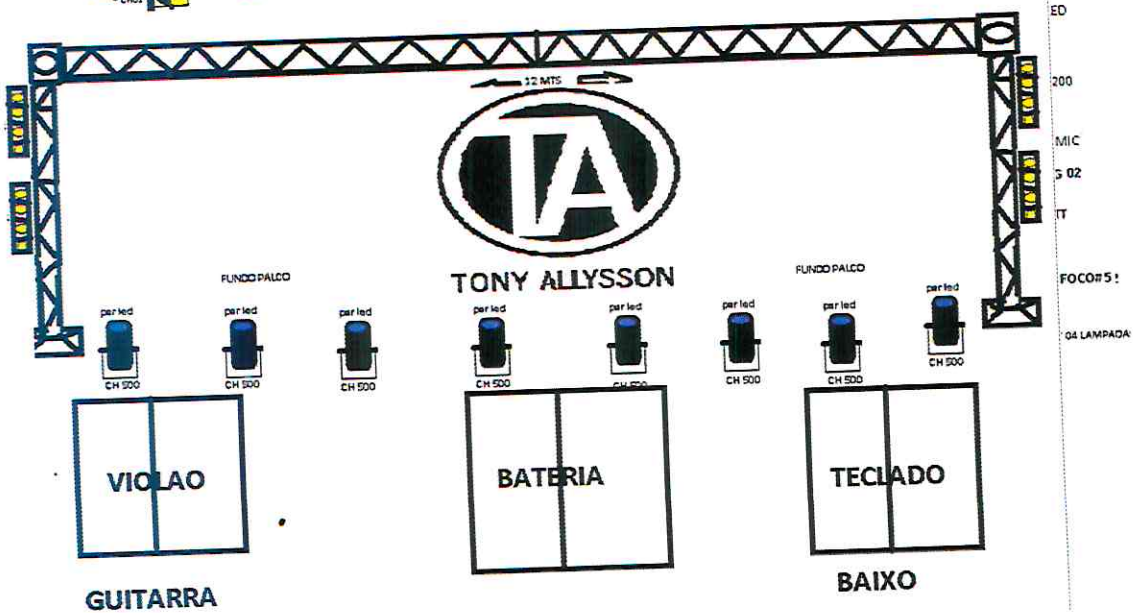 ED
12 MTS
200
MIC
S 02
TT
TA
TONY ALLYSSON
FUNDO PALCO
FUNDO PALCO
FOCO#5!
04 LAMPADA
par led
par led
par led
par led
par led
par led
par led
par led
CH 500
CH 500
CH 500
CH 500
CH 500
CH 500
CH 500
CH 500
VIOLAO
BATERIA
TECLADO
GUITARRA
BAIXO